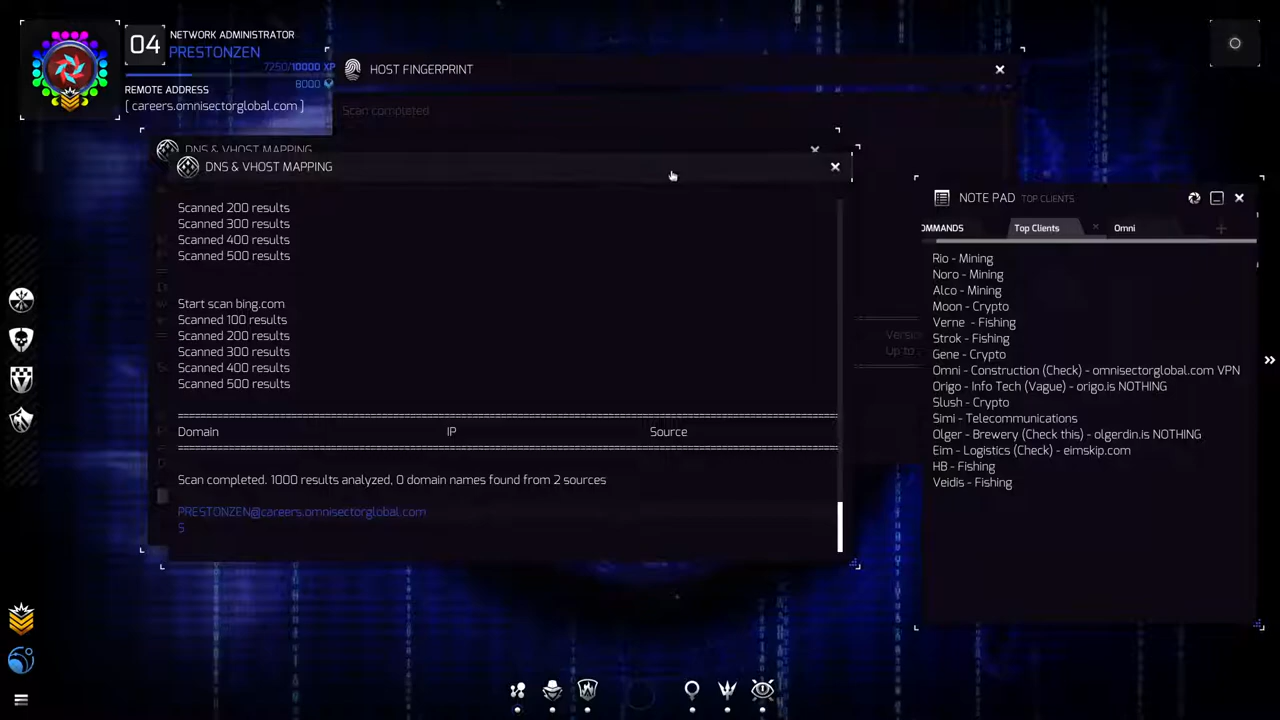 04
NETWORK ADMINISTRATOR
PRESTONZEN
7250/10000 XP
8000
REMOTE ADDRESS
[ careers.omnisectorglobal.com ]
HOST FINGERPRINT
Scan completed
DNS & VHOST MAPPING
DNS & VHOST MAPPING
Scanned 200 results
Scanned 300 results
Scanned 400 results
Scanned 500 results
Start scan bing.com
Scanned 100 results
Scanned 200 results
Scanned 300 results
Scanned 400 results
Scanned 500 results
Domain IP Source
Scan completed. 1000 results analyzed, 0 domain names found from 2 sources
PRESTONZEN@careers.omnisectorglobal.com
$
Up to
NOTE PAD TOP CLIENTS
OMMANDS Top Clients Omni
Rio - Mining
Noro - Mining
Alco - Mining
Moon - Crypto
Verne - Fishing
Strok - Fishing
Gene - Crypto
Omni - Construction (Check) - omnisectorglobal.com VPN
Origo - Info Tech (Vague) - origo.is NOTHING
Slush - Crypto
Simi - Telecommunications
Olger - Brewery (Check this) - olgerdin.is NOTHING
Eim - Logistics (Check) - eimskip.com
HB - Fishing
Veidis - Fishing